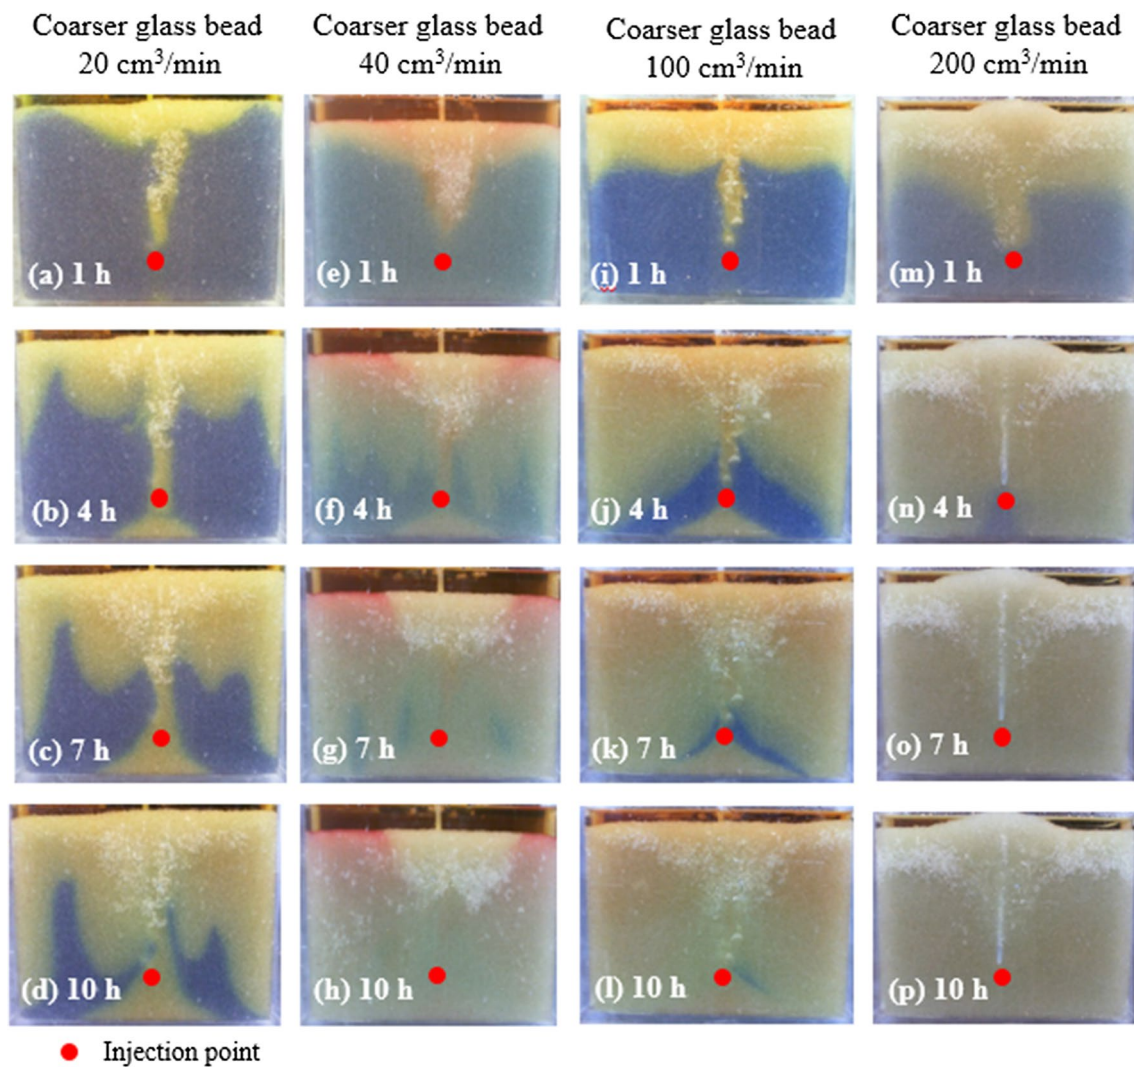 Coarser glass bead
20 cm³/min
Coarser glass bead
40 cm³/min
Coarser glass bead
100 cm³/min
Coarser glass bead
200 cm³/min
(a) 1 h
(e) 1 h
(i) 1 h
(m) 1 h
(b) 4 h
(f) 4 h
(j) 4 h
(n) 4 h
(c) 7 h
(g) 7 h
(k) 7 h
(o) 7 h
(d) 10 h
(h) 10 h
(l) 10 h
(p) 10 h
Injection point